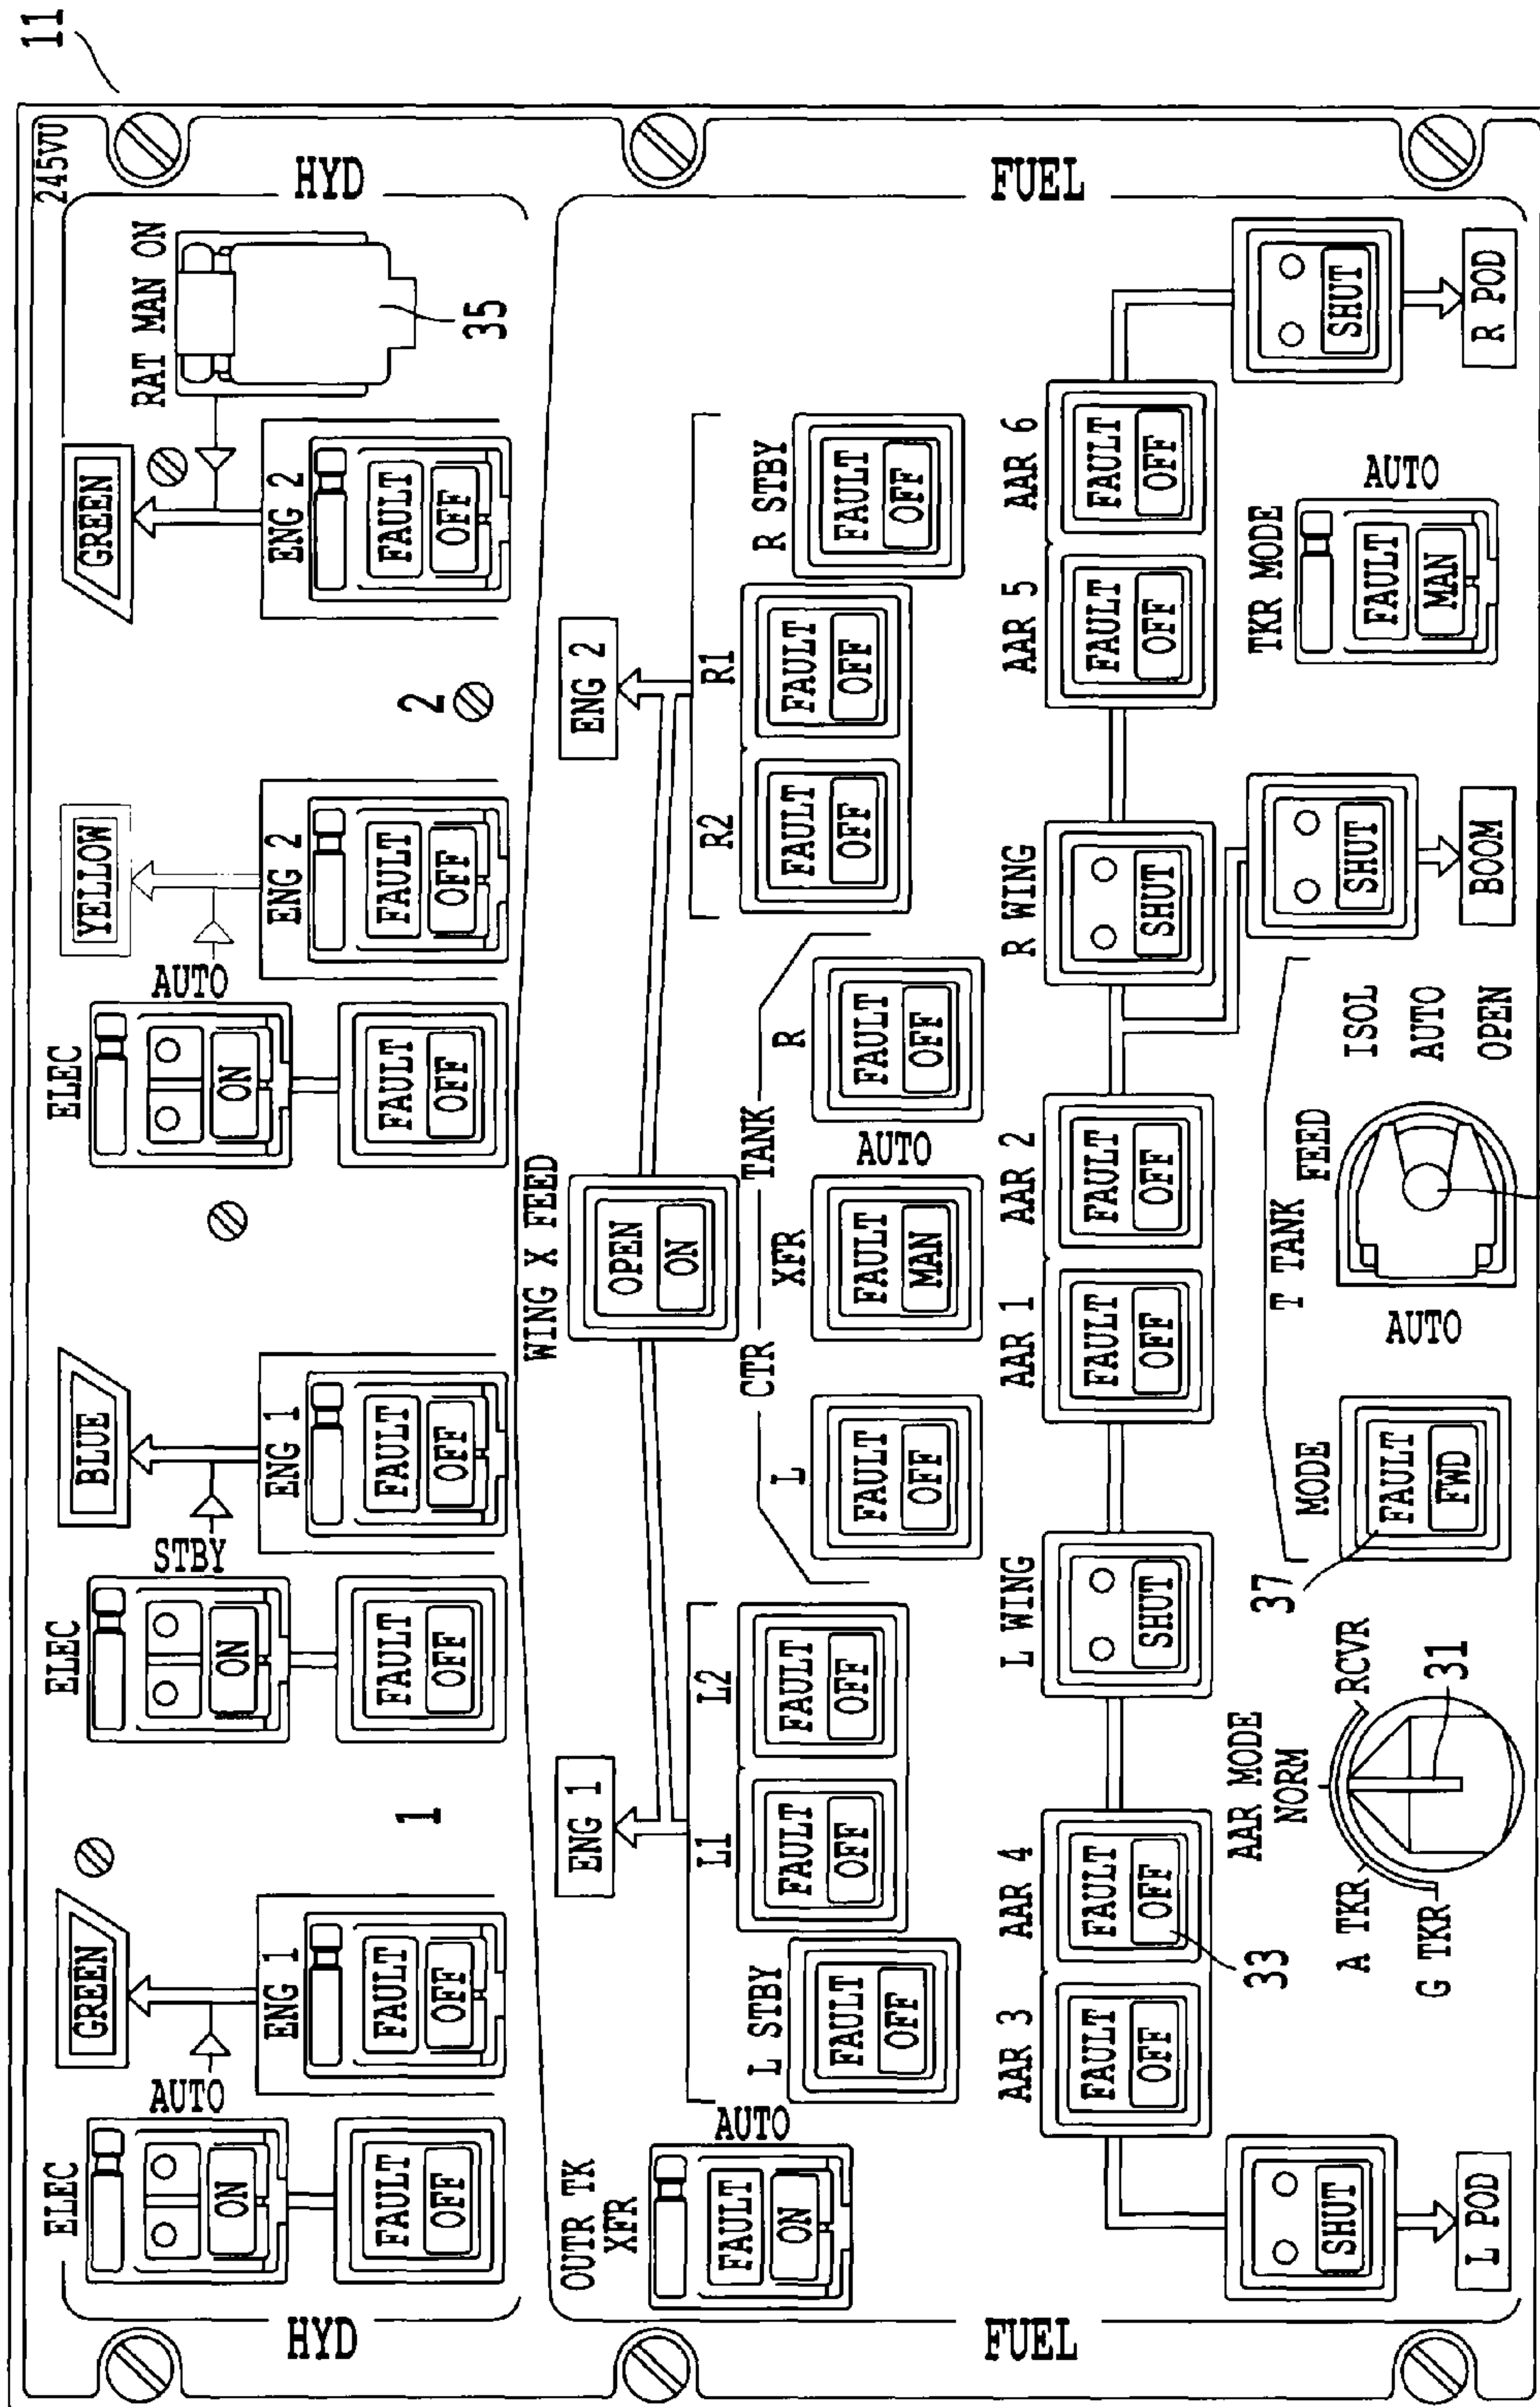 11
245VU
HYD
HYD
GREEN
BLUE
YELLOW
GREEN
RAT MAN ON
ELEC
AUTO
ELEC
STBY
ELEC
AUTO
35
ON
ON
ON
ENG 1
ENG 1
ENG 2
ENG 2
FAULT
OFF
FAULT
OFF
FAULT
OFF
FAULT
OFF
FAULT
OFF
FAULT
OFF
FAULT
OFF
1
2
FUEL
FUEL
OUTR TK
XFR
AUTO
FAULT
ON
ENG 1
WING X FEED
OPEN
ON
ENG 2
L STBY
L1
L2
R2
R1
R STBY
FAULT
OFF
FAULT
OFF
FAULT
OFF
FAULT
OFF
FAULT
OFF
FAULT
OFF
CTR TANK
L
XFR
AUTO
R
FAULT
OFF
FAULT
MAN
FAULT
OFF
AAR 3
AAR 4
L WING
AAR 1
AAR 2
R WING
AAR 5
AAR 6
FAULT
OFF
FAULT
OFF
SHUT
FAULT
OFF
FAULT
OFF
SHUT
FAULT
OFF
FAULT
OFF
33
SHUT
L POD
AAR MODE
NORM
A TKR
RCVR
G TKR
31
37
T TANK
MODE
FAULT
FWD
AUTO
FEED
ISOL
AUTO
OPEN
SHUT
BOOM
TKR MODE
AUTO
FAULT
MAN
SHUT
R POD